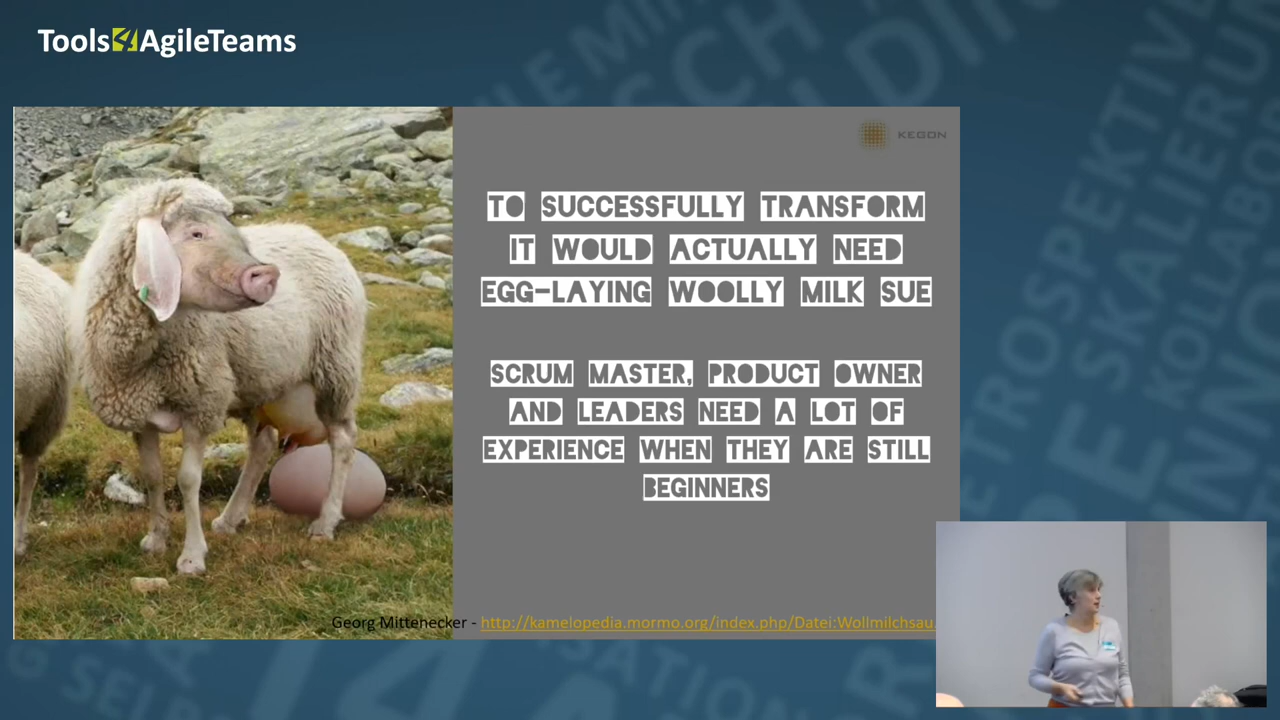 Tools4AgileTeams
KEGON
TO SUCCESSFULLY TRANSFORM
IT WOULD ACTUALLY NEED
EGG-LAYING WOOLLY MILK SUE
SCRUM MASTER, PRODUCT OWNER
AND LEADERS NEED A LOT OF
EXPERIENCE WHEN THEY ARE STILL
BEGINNERS
Georg Mittenecker - http://kamelopedia.mormo.org/index.php/Datei:Wollmilchsau.